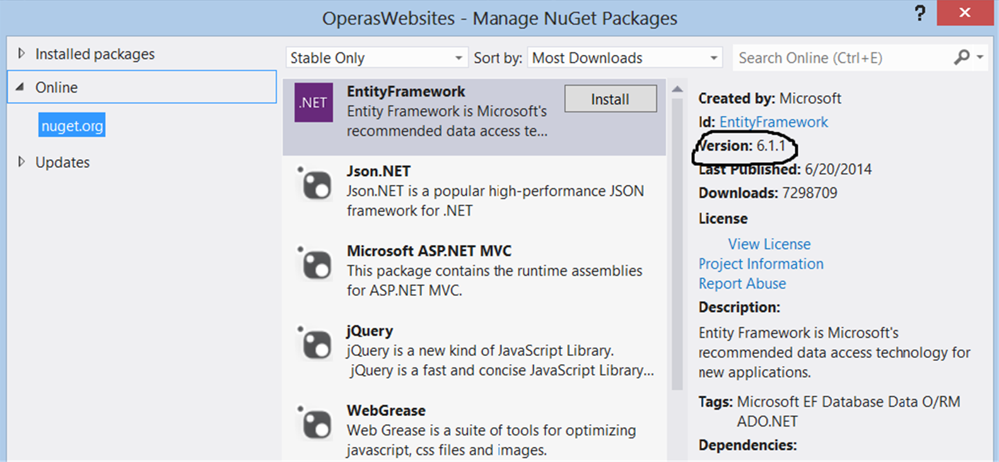 OperasWebsites - Manage NuGet Packages
?
Installed packages
Online
nuget.org
Updates
Stable Only
Sort by:
Most Downloads
Search Online (Ctrl+E)
.NET
EntityFramework
Entity Framework is Microsoft's
recommended data access te...
Install
Json.NET
Json.NET is a popular high-performance JSON
framework for .NET
Microsoft ASP.NET MVC
This package contains the runtime assemblies
for ASP.NET MVC.
jQuery
jQuery is a new kind of JavaScript Library.
jQuery is a fast and concise JavaScript Library...
WebGrease
Web Grease is a suite of tools for optimizing
javascript, css files and images.
Created by: Microsoft
Id: EntityFramework
Version: 6.1.1
Last Published: 6/20/2014
Downloads: 7298709
License
View License
Project Information
Report Abuse
Description:
Entity Framework is Microsoft's
recommended data access technology for
new applications.
Tags: Microsoft EF Database Data O/RM
ADO.NET
Dependencies: